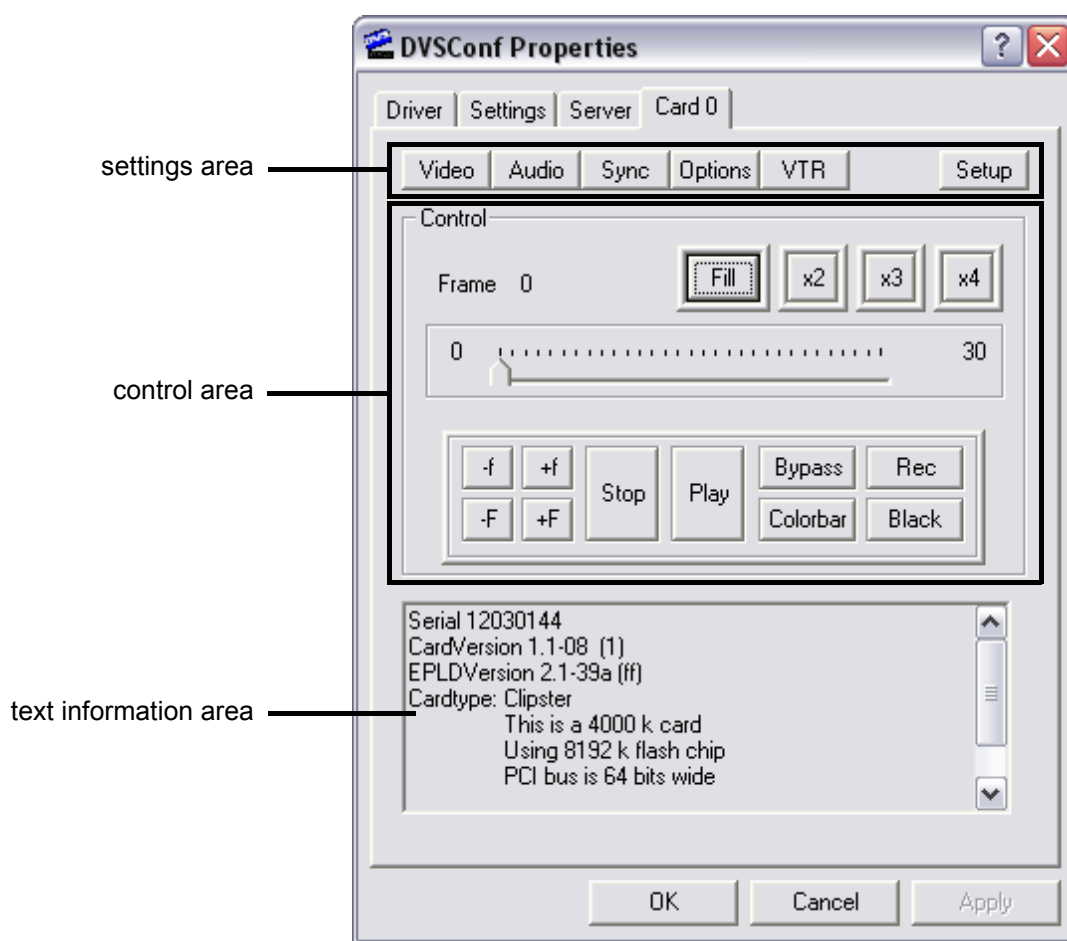 DVSConf Properties
Driver Settings Server Card 0
settings area
Video Audio Sync Options VTR Setup
Control
Frame 0 Fill x2 x3 x4
0 30
control area
-f +f Stop Play Bypass Rec
-F +F Colorbar Black
Serial 12030144
CardVersion 1.1-08 (1)
EPLDVersion 2.1-39a (ff)
Cardtype: Clipster
text information area
This is a 4000 k card
Using 8192 k flash chip
PCI bus is 64 bits wide
OK Cancel Apply